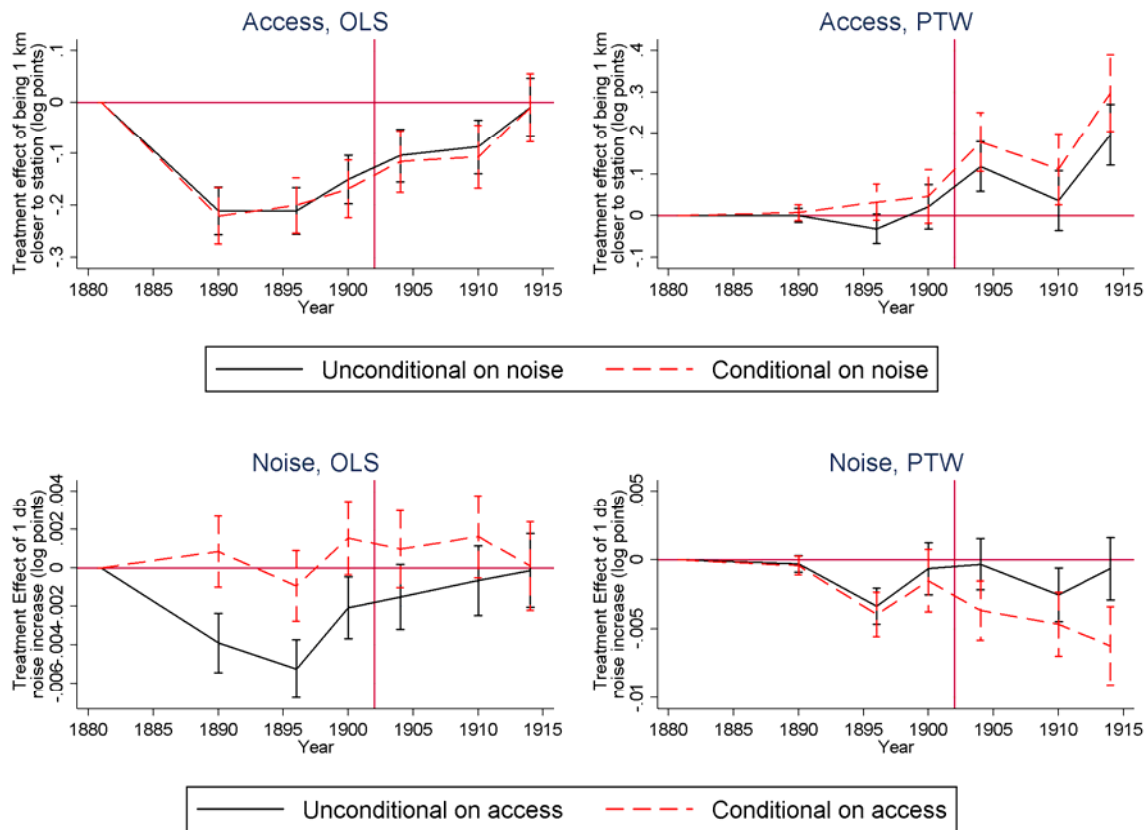 Access, OLS
Treatment effect of being 1 km
closer to station (log points)
.1
0
-.1
-.2
-.3
1880 1885 1890 1895 1900 1905 1910 1915
Year
Access, PTW
Treatment effect of being 1 km
closer to station (log points)
.4
.3
.2
.1
0
-.1
1880 1885 1890 1895 1900 1905 1910 1915
Year
Unconditional on noise Conditional on noise
Noise, OLS
Treatment Effect of 1 db
noise increase (log points)
.004
.002
0
-.002
-.004
-.006
1880 1885 1890 1895 1900 1905 1910 1915
Year
Noise, PTW
Treatment Effect of 1 db
noise increase (log points)
.005
0
-.005
-.01
1880 1885 1890 1895 1900 1905 1910 1915
Year
Unconditional on access Conditional on access